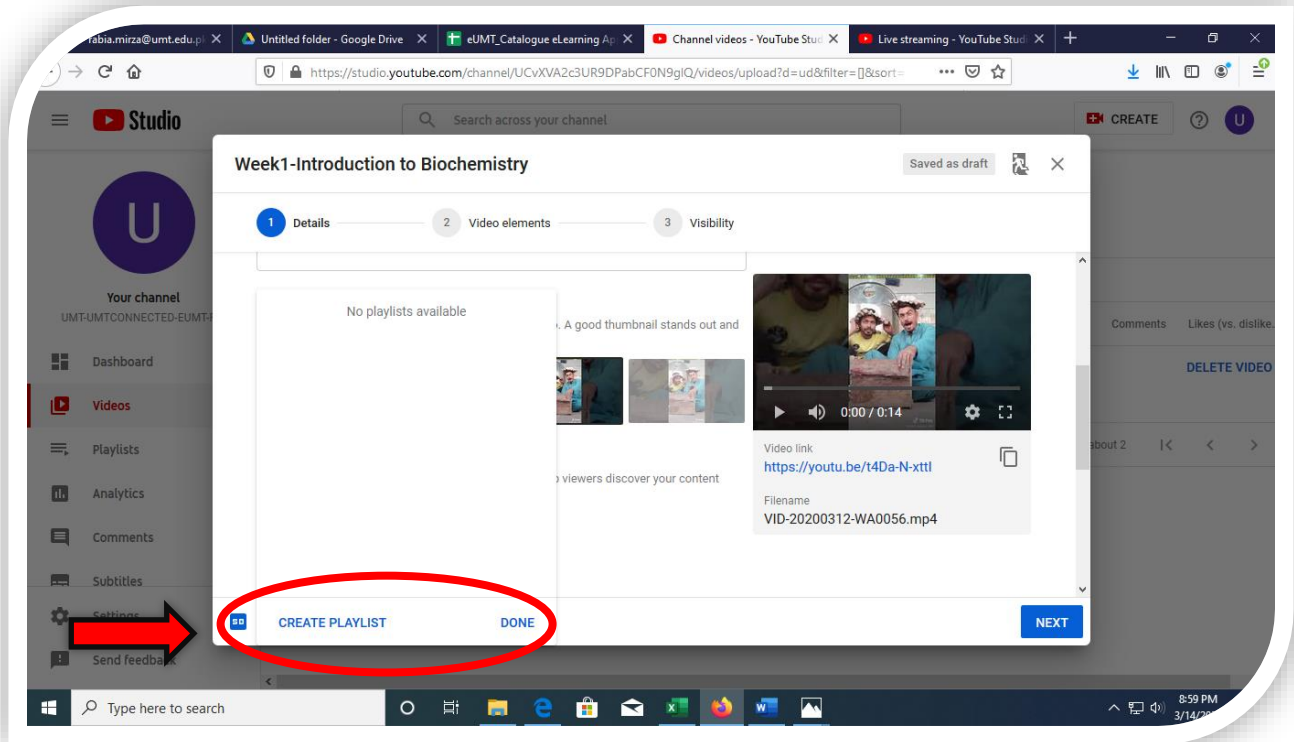 rabia.mirza@umt.edu.p
Untitled folder - Google Drive
eUMT_Catalogue eLearning Ap
Channel videos - YouTube Stud
Live streaming - YouTube Studi
https://studio.youtube.com/channel/UCvXVA2c3UR9DPabCF0N9glQ/videos/upload?d=ud&filter=[]&sort=
Studio
Search across your channel
CREATE
U
Week1-Introduction to Biochemistry
Saved as draft
1 Details
2 Video elements
3 Visibility
U
Your channel
UMT-UMTCONNECTED-EUMT-F
Dashboard
Videos
Playlists
Analytics
Comments
Subtitles
Settings
Send feedback
No playlists available
. A good thumbnail stands out and
viewers discover your content
0:00 / 0:14
Video link
https://youtu.be/t4Da-N-xttI
Filename
VID-20200312-WA0056.mp4
Comments
Likes (vs. dislike.
DELETE VIDEO
about 2
SD
CREATE PLAYLIST
DONE
NEXT
Type here to search
8:59 PM
3/14/20